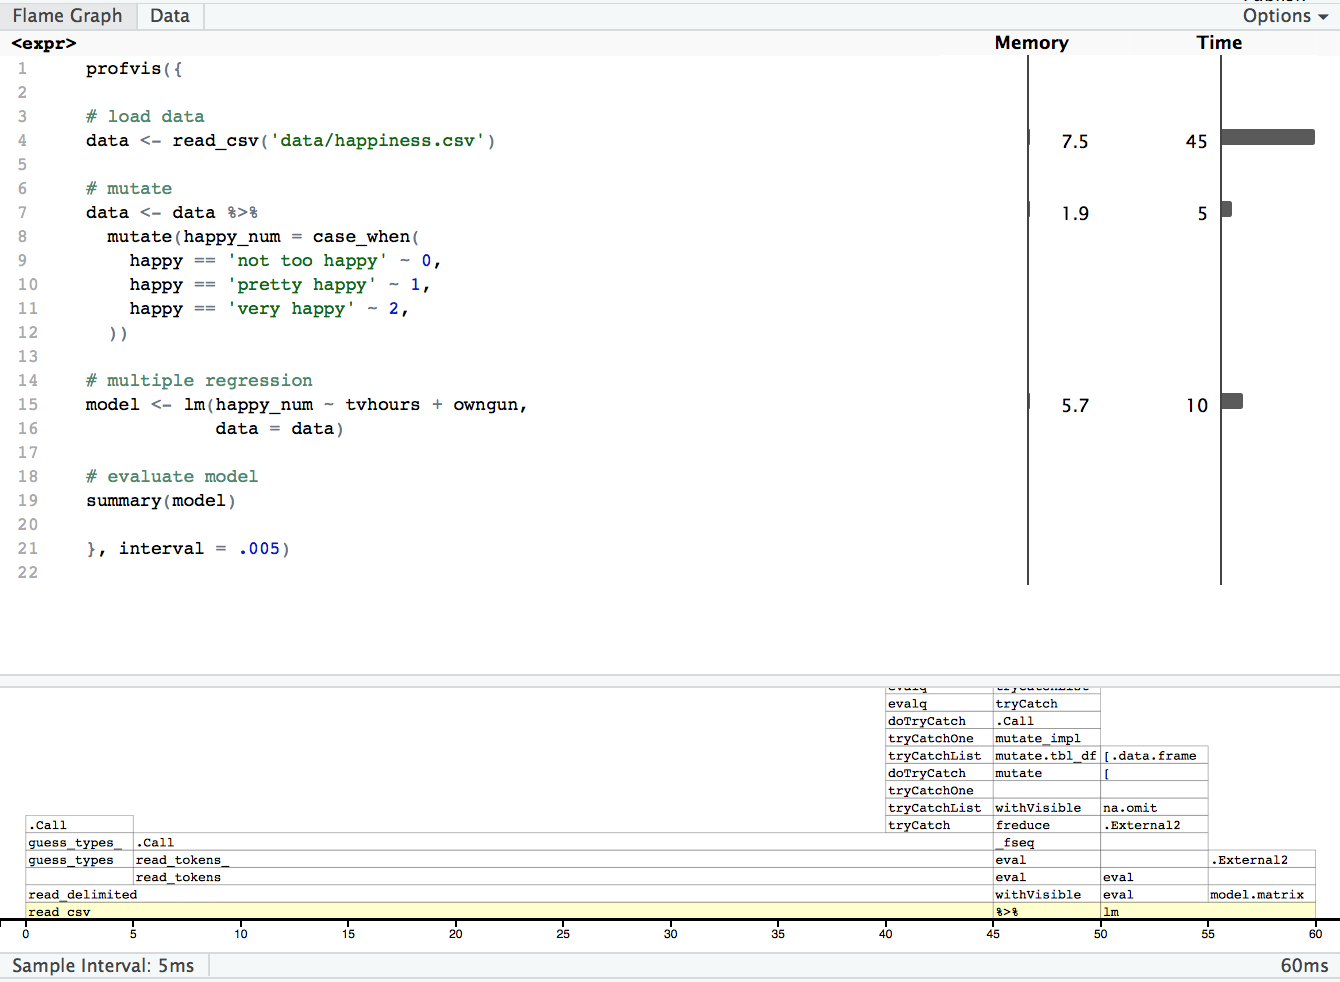 Flame Graph Data
Options
<expr> Memory Time
1 profvis({
2
3 # load data
4 data <- read_csv('data/happiness.csv') 7.5 45
5
6 # mutate
7 data <- data %>% 1.9 5
8 mutate(happy_num = case_when(
9 happy == 'not too happy' ~ 0,
10 happy == 'pretty happy' ~ 1,
11 happy == 'very happy' ~ 2,
12 ))
13
14 # multiple regression
15 model <- lm(happy_num ~ tvhours + owngun, 5.7 10
16 data = data)
17
18 # evaluate model
19 summary(model)
20
21 }, interval = .005)
22
evalq tryCatch
doTryCatch .Call
tryCatchOne mutate_impl
tryCatchList mutate.tbl_df [.data.frame
doTryCatch mutate [
tryCatchOne
tryCatchList withVisible na.omit
.Call tryCatch freduce .External2
guess_types_ .Call _fseq
guess_types read_tokens_ eval .External2
read_tokens eval eval
read_delimited withVisible eval model.matrix
read_csv %>% lm
0 5 10 15 20 25 30 35 40 45 50 55 60
Sample Interval: 5ms 60ms